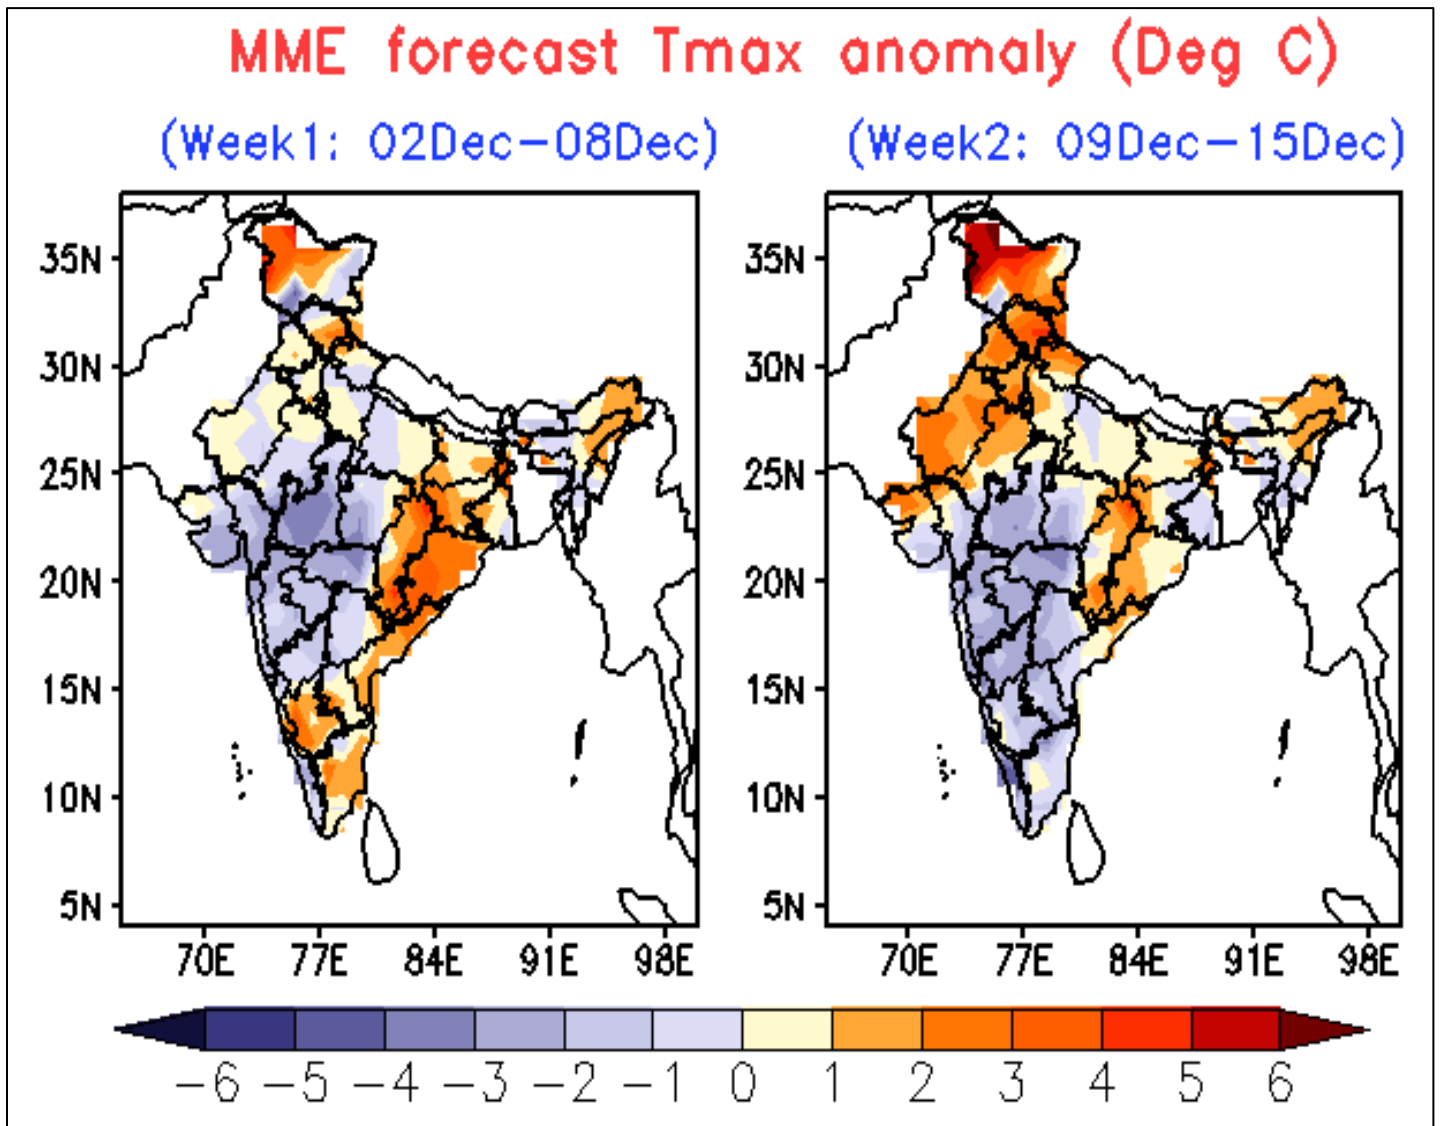 MME forecast Tmax anomaly (Deg C)
(Week1: 02Dec-08Dec)
(Week2: 09Dec-15Dec)
35N
30N
25N
20N
15N
10N
5N
70E 77E 84E 91E 98E
35N
30N
25N
20N
15N
10N
5N
70E 77E 84E 91E 98E
-6 -5 -4 -3 -2 -1 0 1 2 3 4 5 6